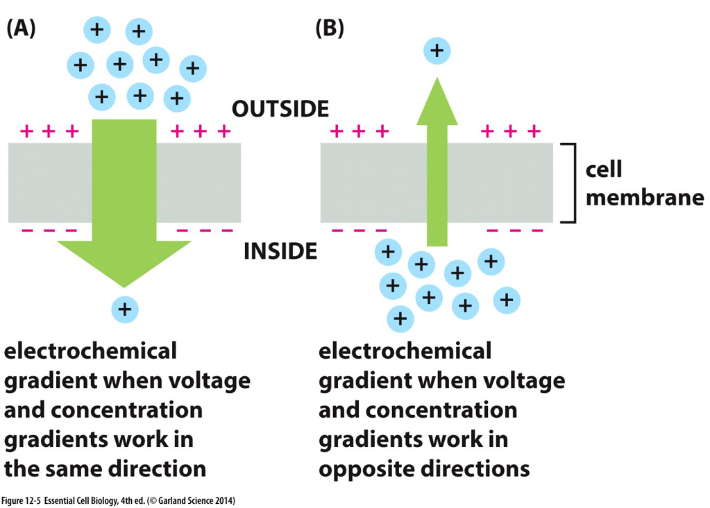 (A)
(B)
OUTSIDE
+ + +
+ + +
+ + +
+ + +
cell
membrane
– – –
– – –
– – –
– – –
INSIDE
electrochemical
gradient when voltage
and concentration
gradients work in
the same direction
electrochemical
gradient when voltage
and concentration
gradients work in
opposite directions
Figure 12-5 Essential Cell Biology, 4th ed. (© Garland Science 2014)